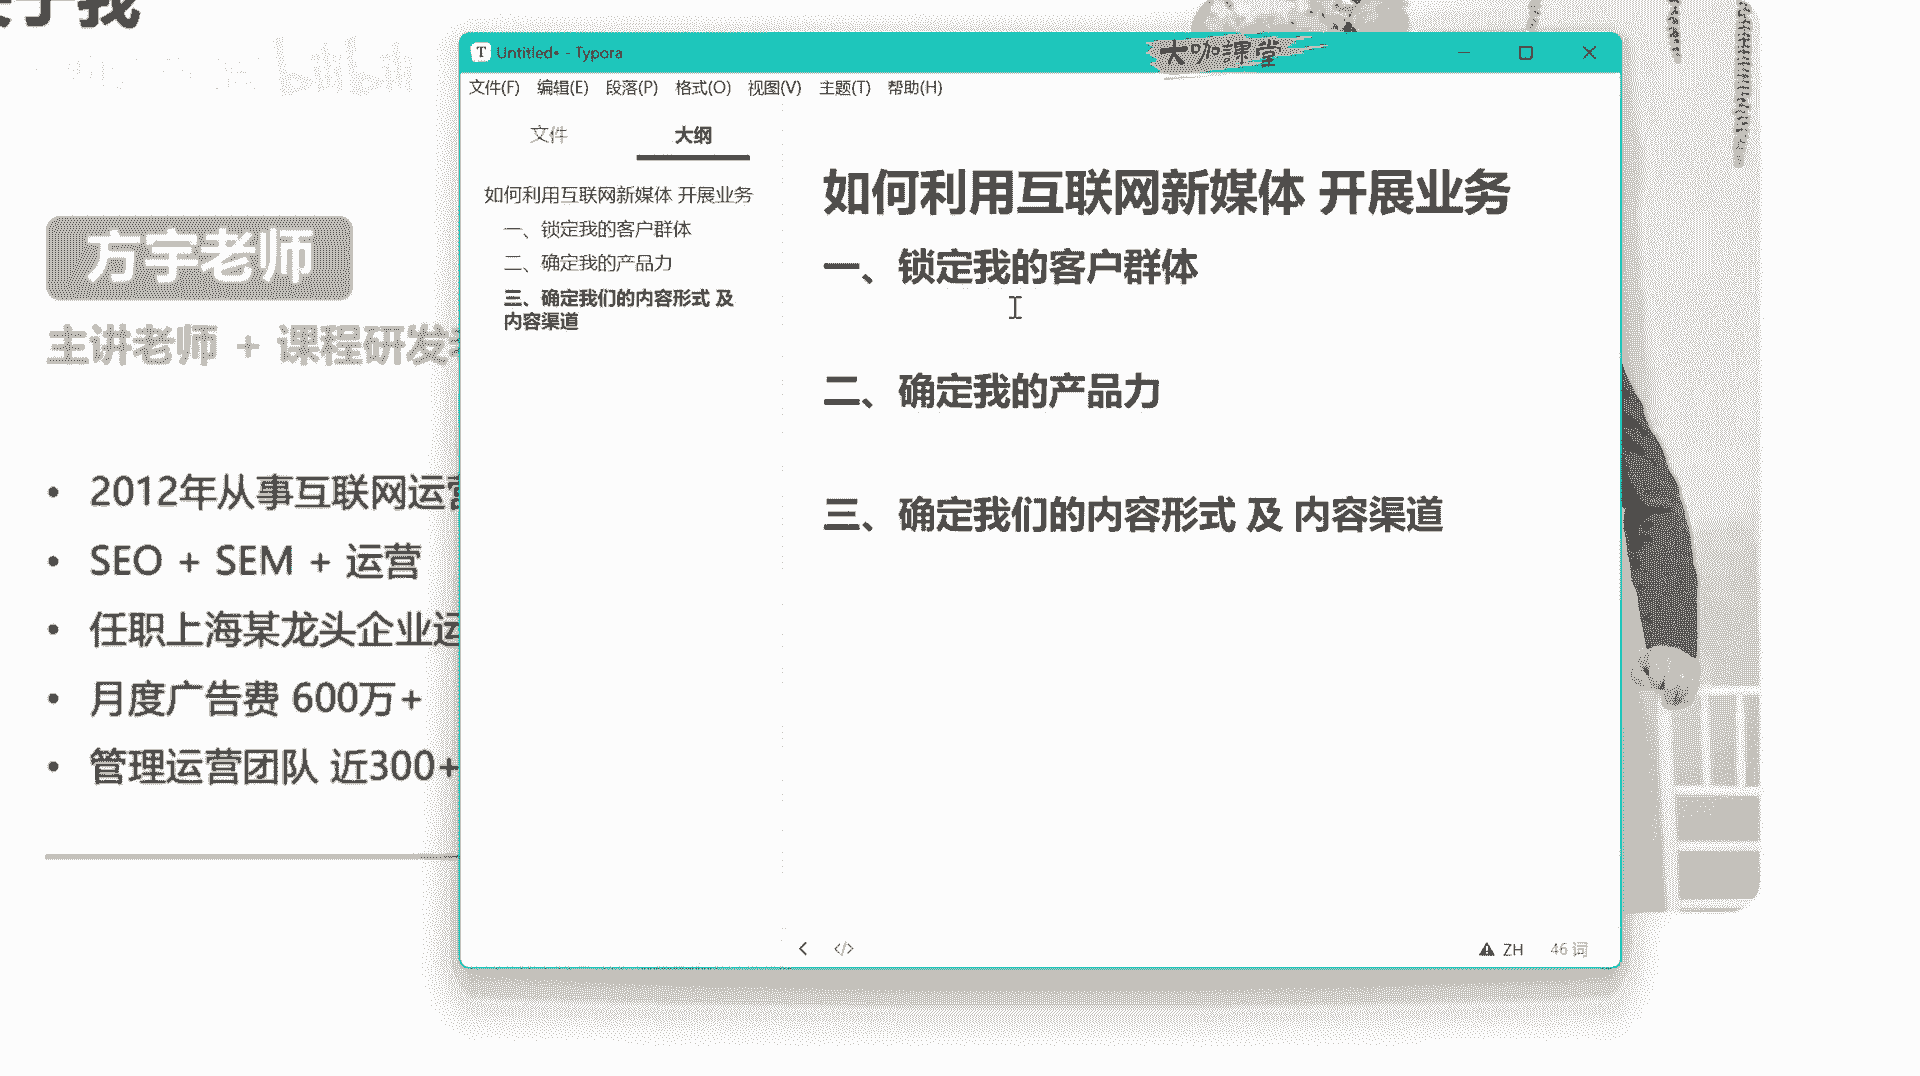 关于我
bilibili
方宇老师
主讲老师 + 课程研发
• 2012年从事互联网运营
• SEO + SEM + 运营
• 任职上海某龙头企业运
• 月度广告费 600万+
• 管理运营团队 近300+
T Untitled• - Typora
大咖課堂
文件(F) 编辑(E) 段落(P) 格式(O) 视图(V) 主题(T) 帮助(H)
文件 大纲
如何利用互联网新媒体 开展业务
一、锁定我的客户群体
二、确定我的产品力
三、确定我们的内容形式 及
内容渠道
如何利用互联网新媒体 开展业务
一、锁定我的客户群体
二、确定我的产品力
三、确定我们的内容形式 及 内容渠道
ZH 46 词